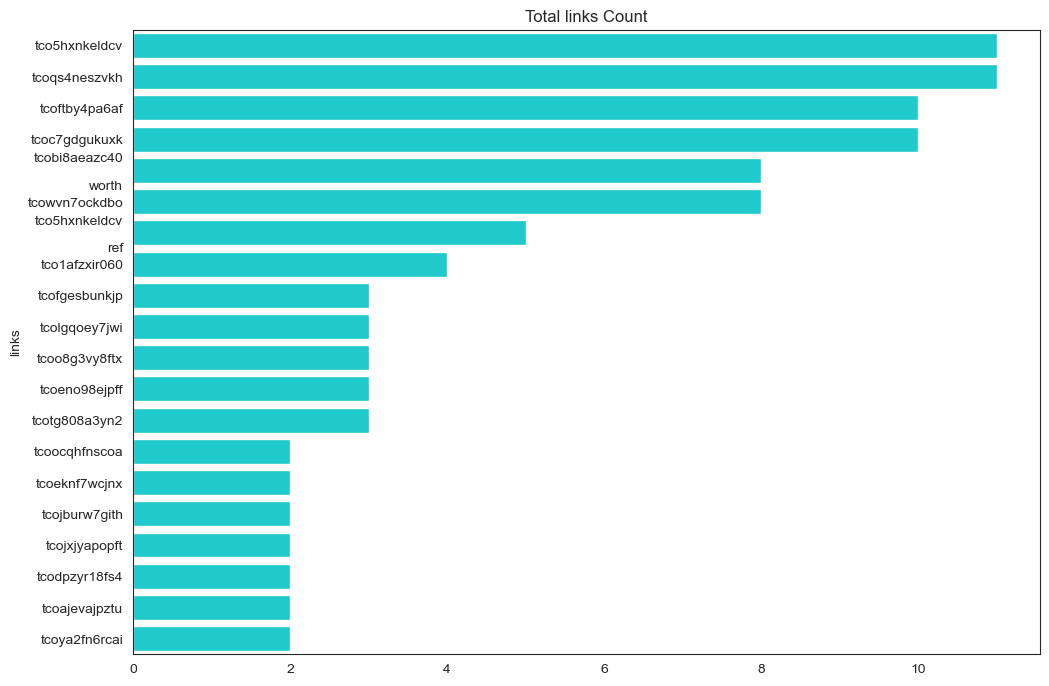 Total links Count
tco5hxnkeldcv
tcoqs4neszvkh
tcoftby4pa6af
tcoc7gdgukuxk
tcobi8aeazc40
worth
tcowvn7ockdbo
tco5hxnkeldcv
ref
tco1afzxir060
tcofgesbunkjp
tcolgqoey7jwi
tcoo8g3vy8ftx
tcoeno98ejpff
tcotg808a3yn2
tcoocqhfnscoa
tcoeknf7wcjnx
tcojburw7gith
tcojxjyapopft
tcodpzyr18fs4
tcoajevajpztu
tcoya2fn6rcai
links
0 2 4 6 8 10